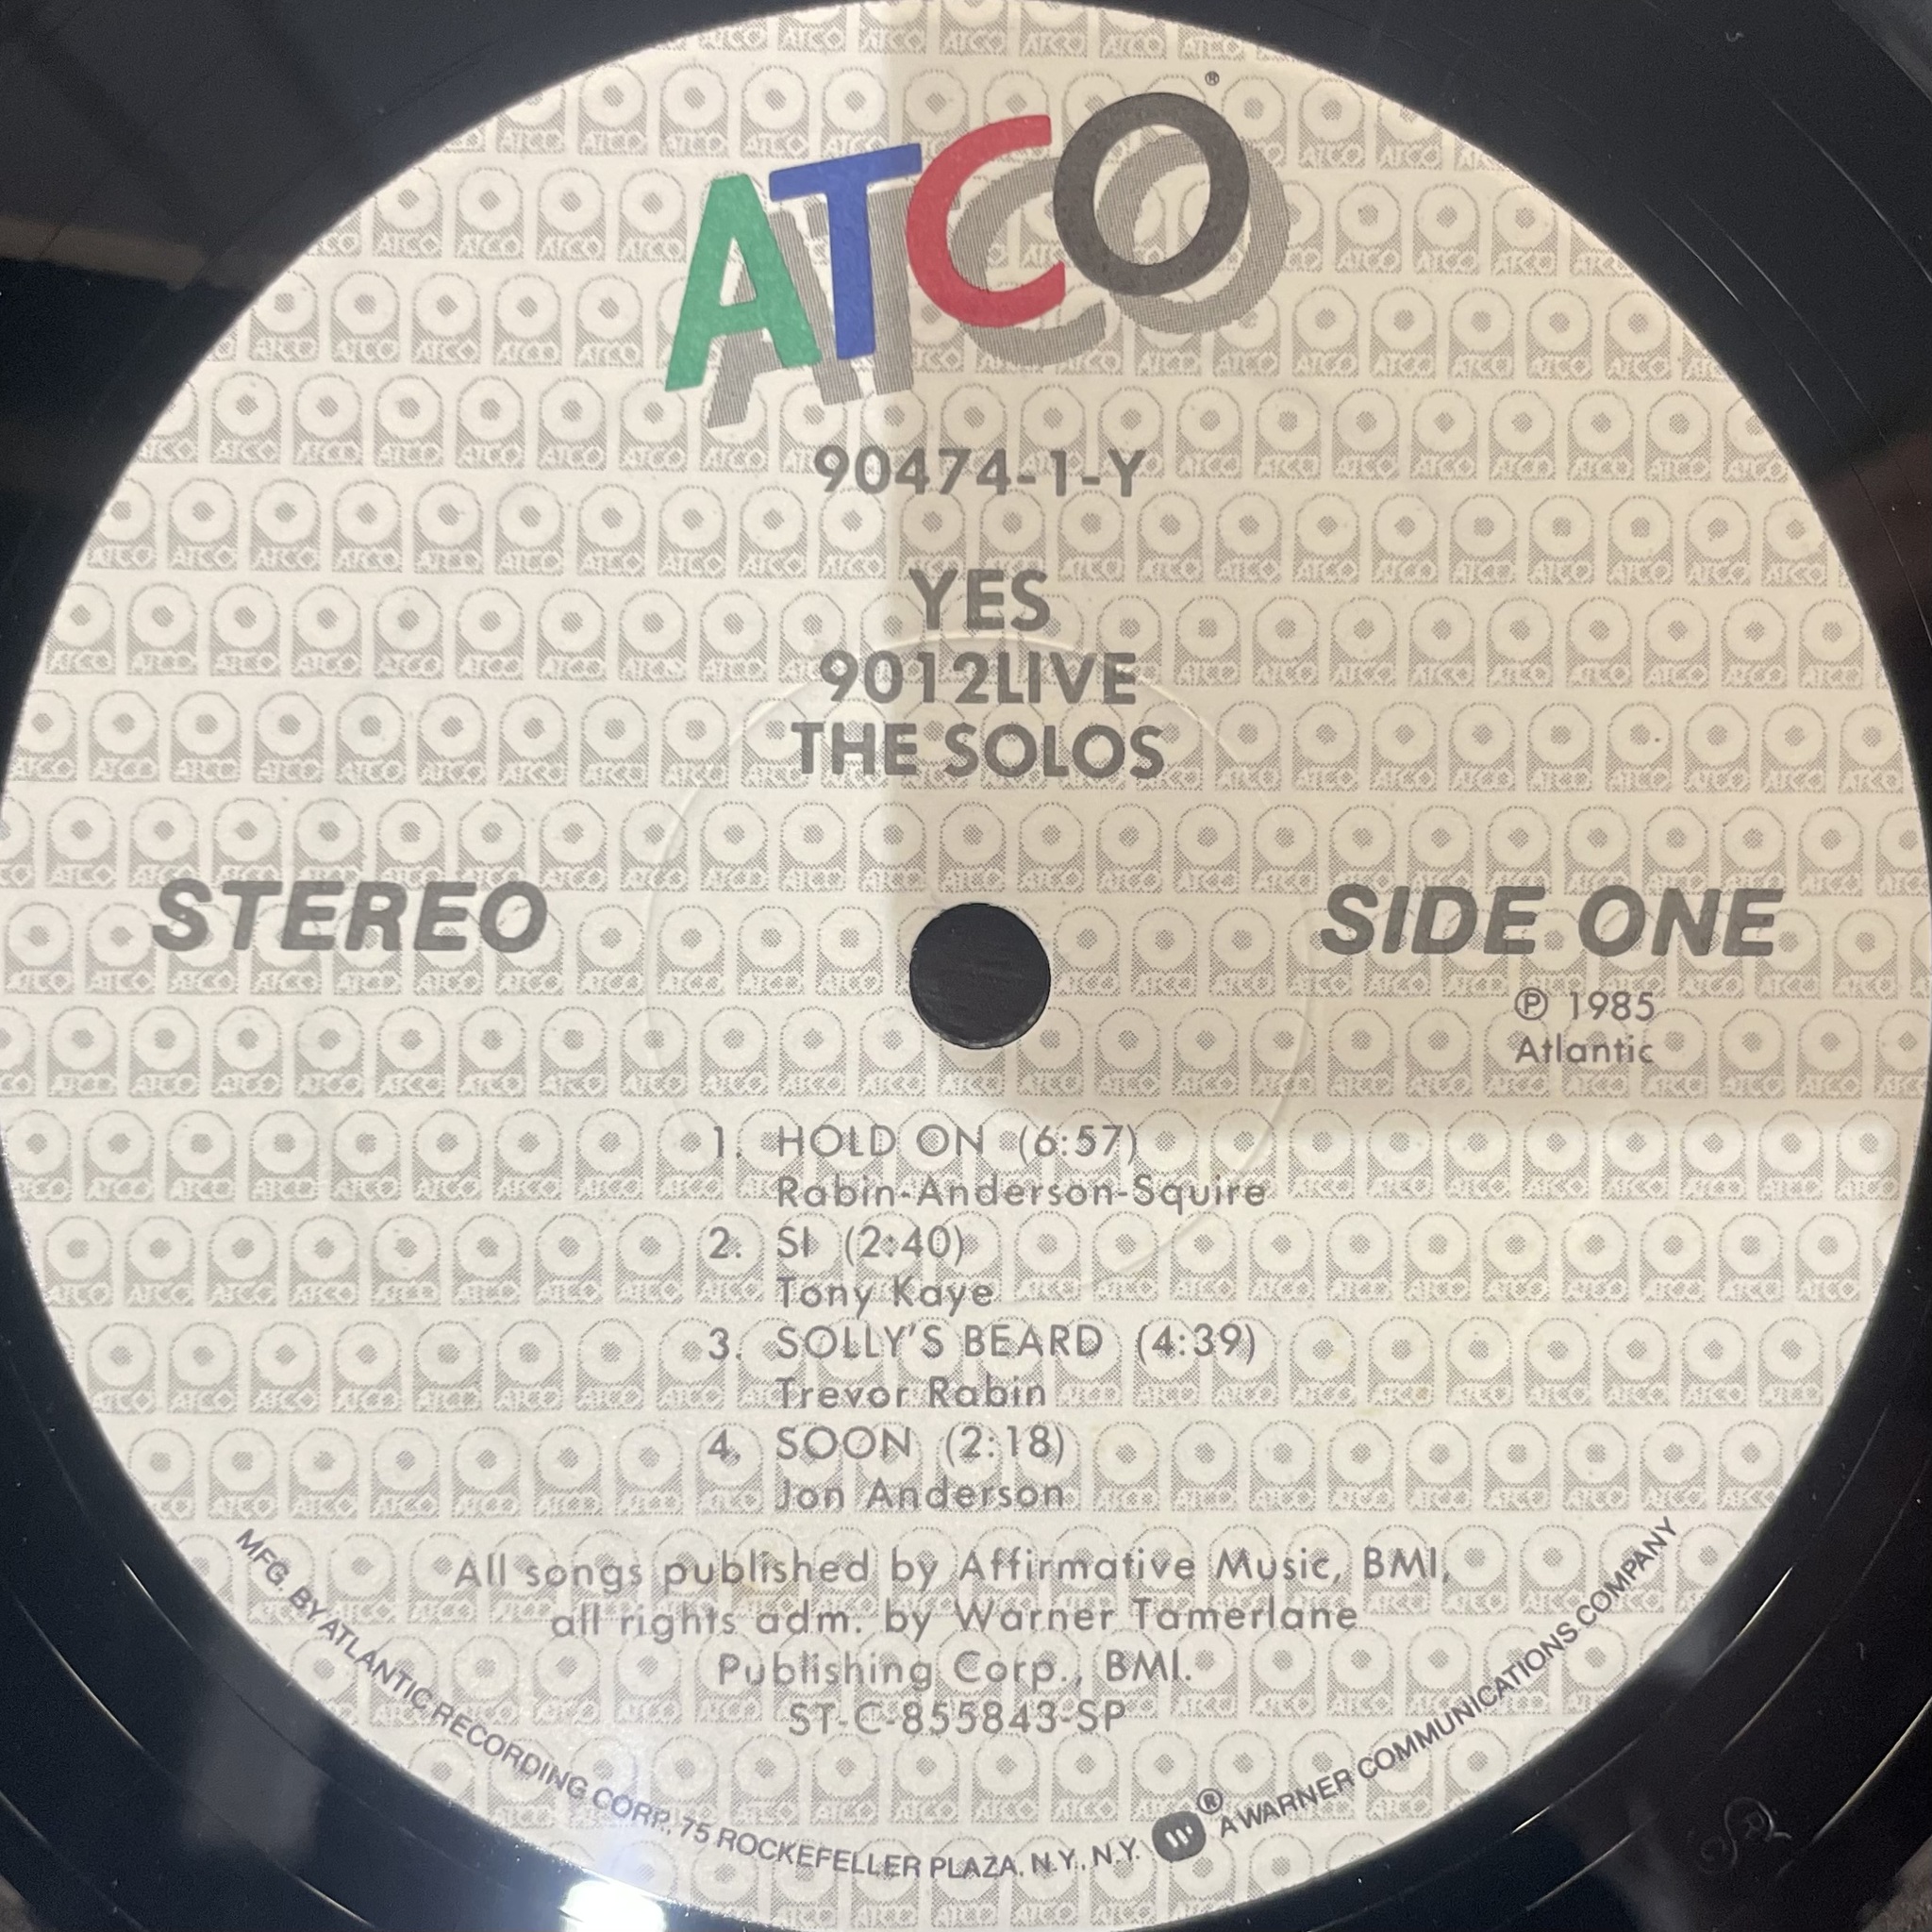 ATCO®
90474-1-Y
YES
9012LIVE
THE SOLOS
STEREO
SIDE ONE
℗ 1985
Atlantic
1. HOLD ON (6:57)
Rabin-Anderson-Squire
2. SI (2:40)
Tony Kaye
3. SOLLY'S BEARD (4:39)
Trevor Rabin
4. SOON (2:18)
Jon Anderson
All songs published by Affirmative Music, BMI,
all rights adm. by Warner Tamerlane
Publishing Corp., BMI.
ST-C-855843-SP
MFG. BY ATLANTIC RECORDING CORP., 75 ROCKEFELLER PLAZA, N.Y., N.Y. ® A WARNER COMMUNICATIONS COMPANY